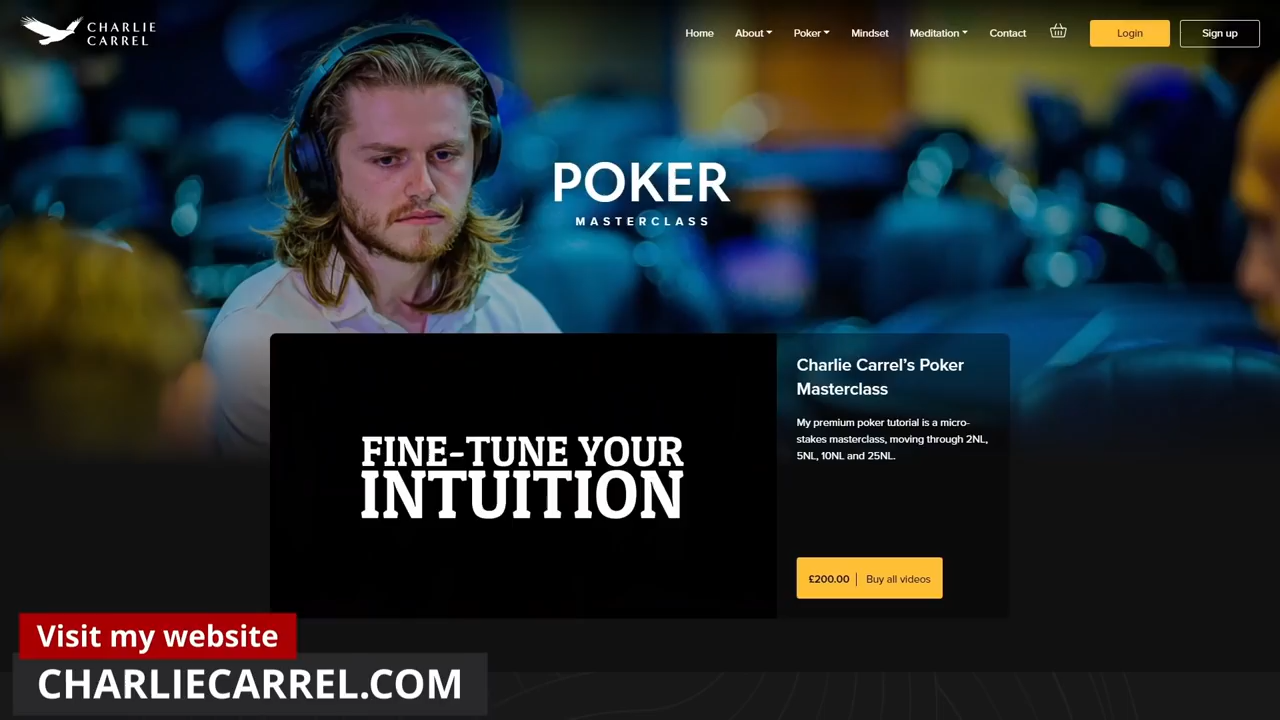 CHARLIE
CARREL
Home
About
Poker
Mindset
Meditation
Contact
Login
Sign up
POKER
MASTERCLASS
FINE-TUNE YOUR
INTUITION
Charlie Carrel's Poker
Masterclass
My premium poker tutorial is a micro-
stakes masterclass, moving through 2NL,
5NL, 10NL and 25NL.
£200.00 | Buy all videos
Visit my website
CHARLIECARREL.COM